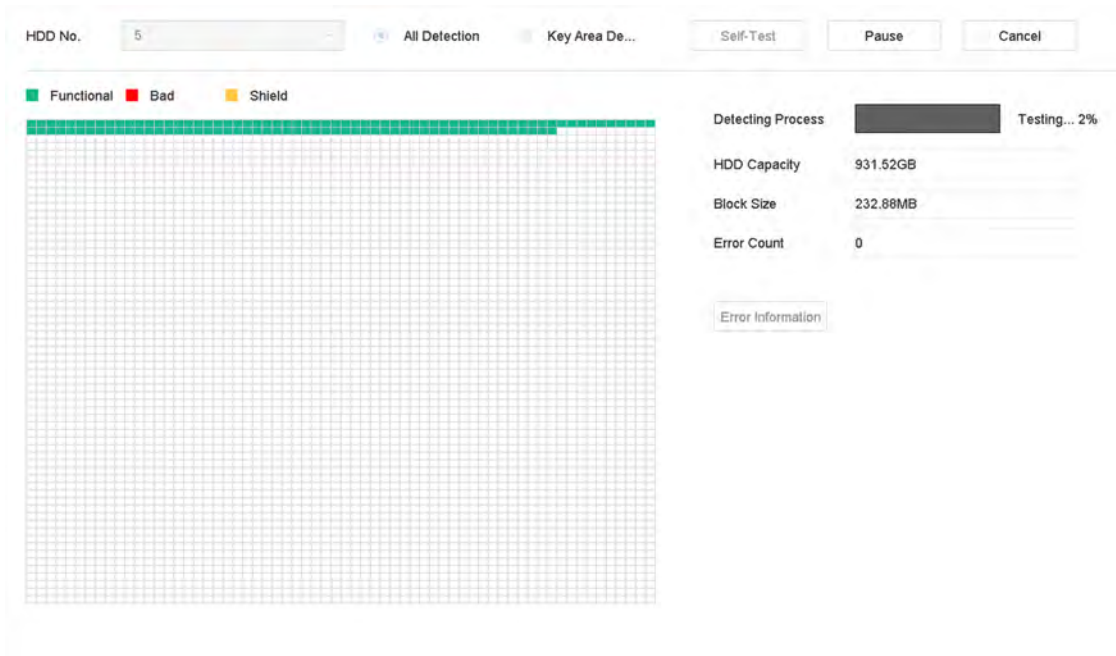 HDD No. 5 All Detection Key Area De... Self-Test Pause Cancel
Functional Bad Shield
Detecting Process Testing... 2%
HDD Capacity 931.52GB
Block Size 232.88MB
Error Count 0
Error Information